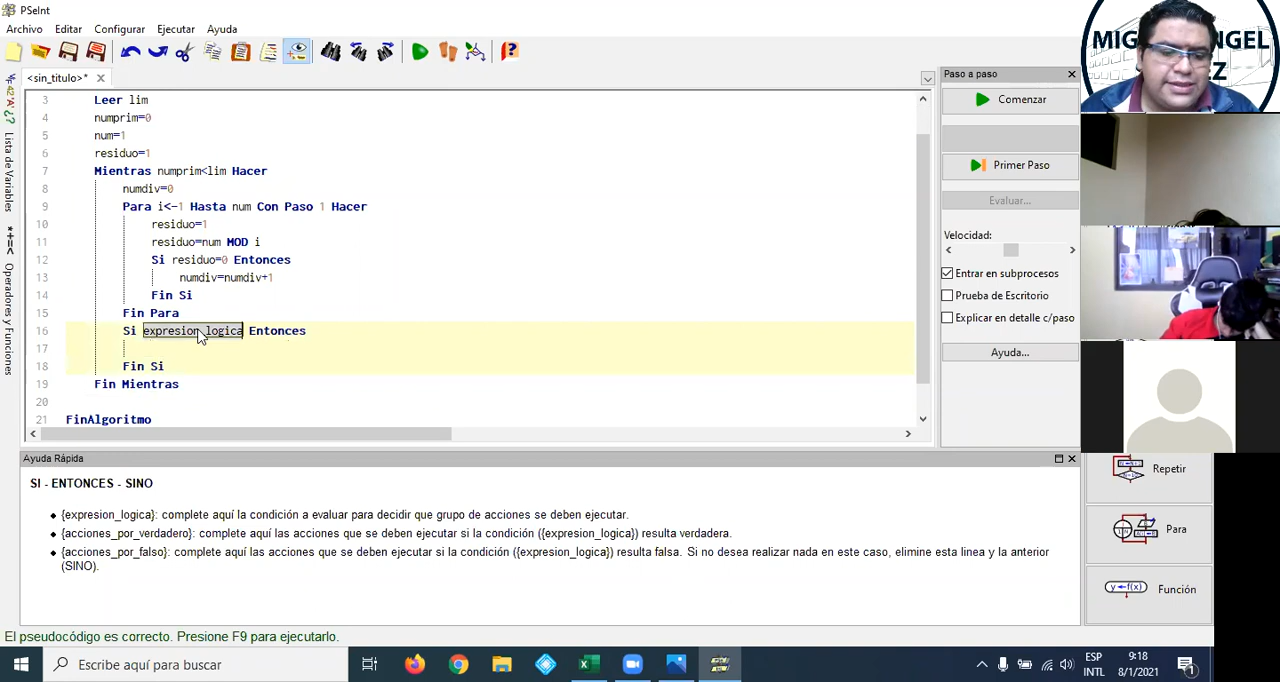 PSeInt
Archivo Editar Configurar Ejecutar Ayuda
<sin_titulo>*
3 Leer lim
4 numprim=0
5 num=1
6 residuo=1
7 Mientras numprim<lim Hacer
8 numdiv=0
9 Para i<-1 Hasta num Con Paso 1 Hacer
10 residuo=1
11 residuo=num MOD i
12 Si residuo=0 Entonces
13 numdiv=numdiv+1
14 Fin Si
15 Fin Para
16 Si expresion_logica Entonces
17
18 Fin Si
19 Fin Mientras
20
21 FinAlgoritmo
Lista de Variables
Operadores y Funciones
Paso a paso
Comenzar
Primer Paso
Evaluar...
Velocidad:
Entrar en subprocesos
Prueba de Escritorio
Explicar en detalle c/paso
Ayuda...
Repetir
Para
Función
Ayuda Rápida
SI - ENTONCES - SINO
{expresion_logica}: complete aquí la condición a evaluar para decidir que grupo de acciones se deben ejecutar.
{acciones_por_verdadero}: complete aquí las acciones que se deben ejecutar si la condición ({expresion_logica}) resulta verdadera.
{acciones_por_falso}: complete aquí las acciones que se deben ejecutar si la condición ({expresion_logica}) resulta falsa. Si no desea realizar nada en este caso, elimine esta linea y la anterior
(SINO).
El pseudocódigo es correcto. Presione F9 para ejecutarlo.
Escribe aquí para buscar
ESP
INTL
9:18
8/1/2021
1